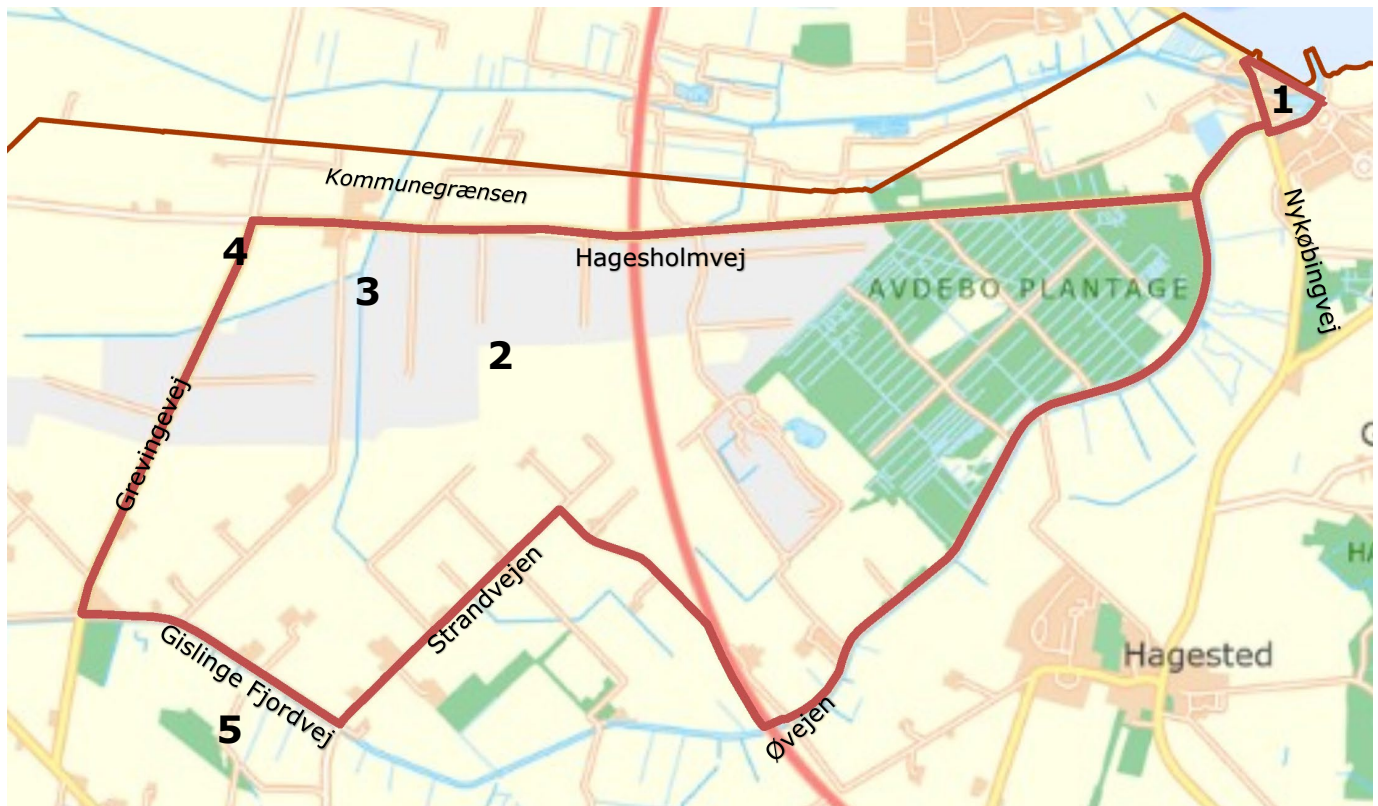 1
Kommunegrænsen
Nykøbingvej
4
Hagesholmvej
3
AVDEBO PLANTAGE
2
Grevingevej
Strandvejen
Gislinge Fjordvej
Hagested
5
Øvejen